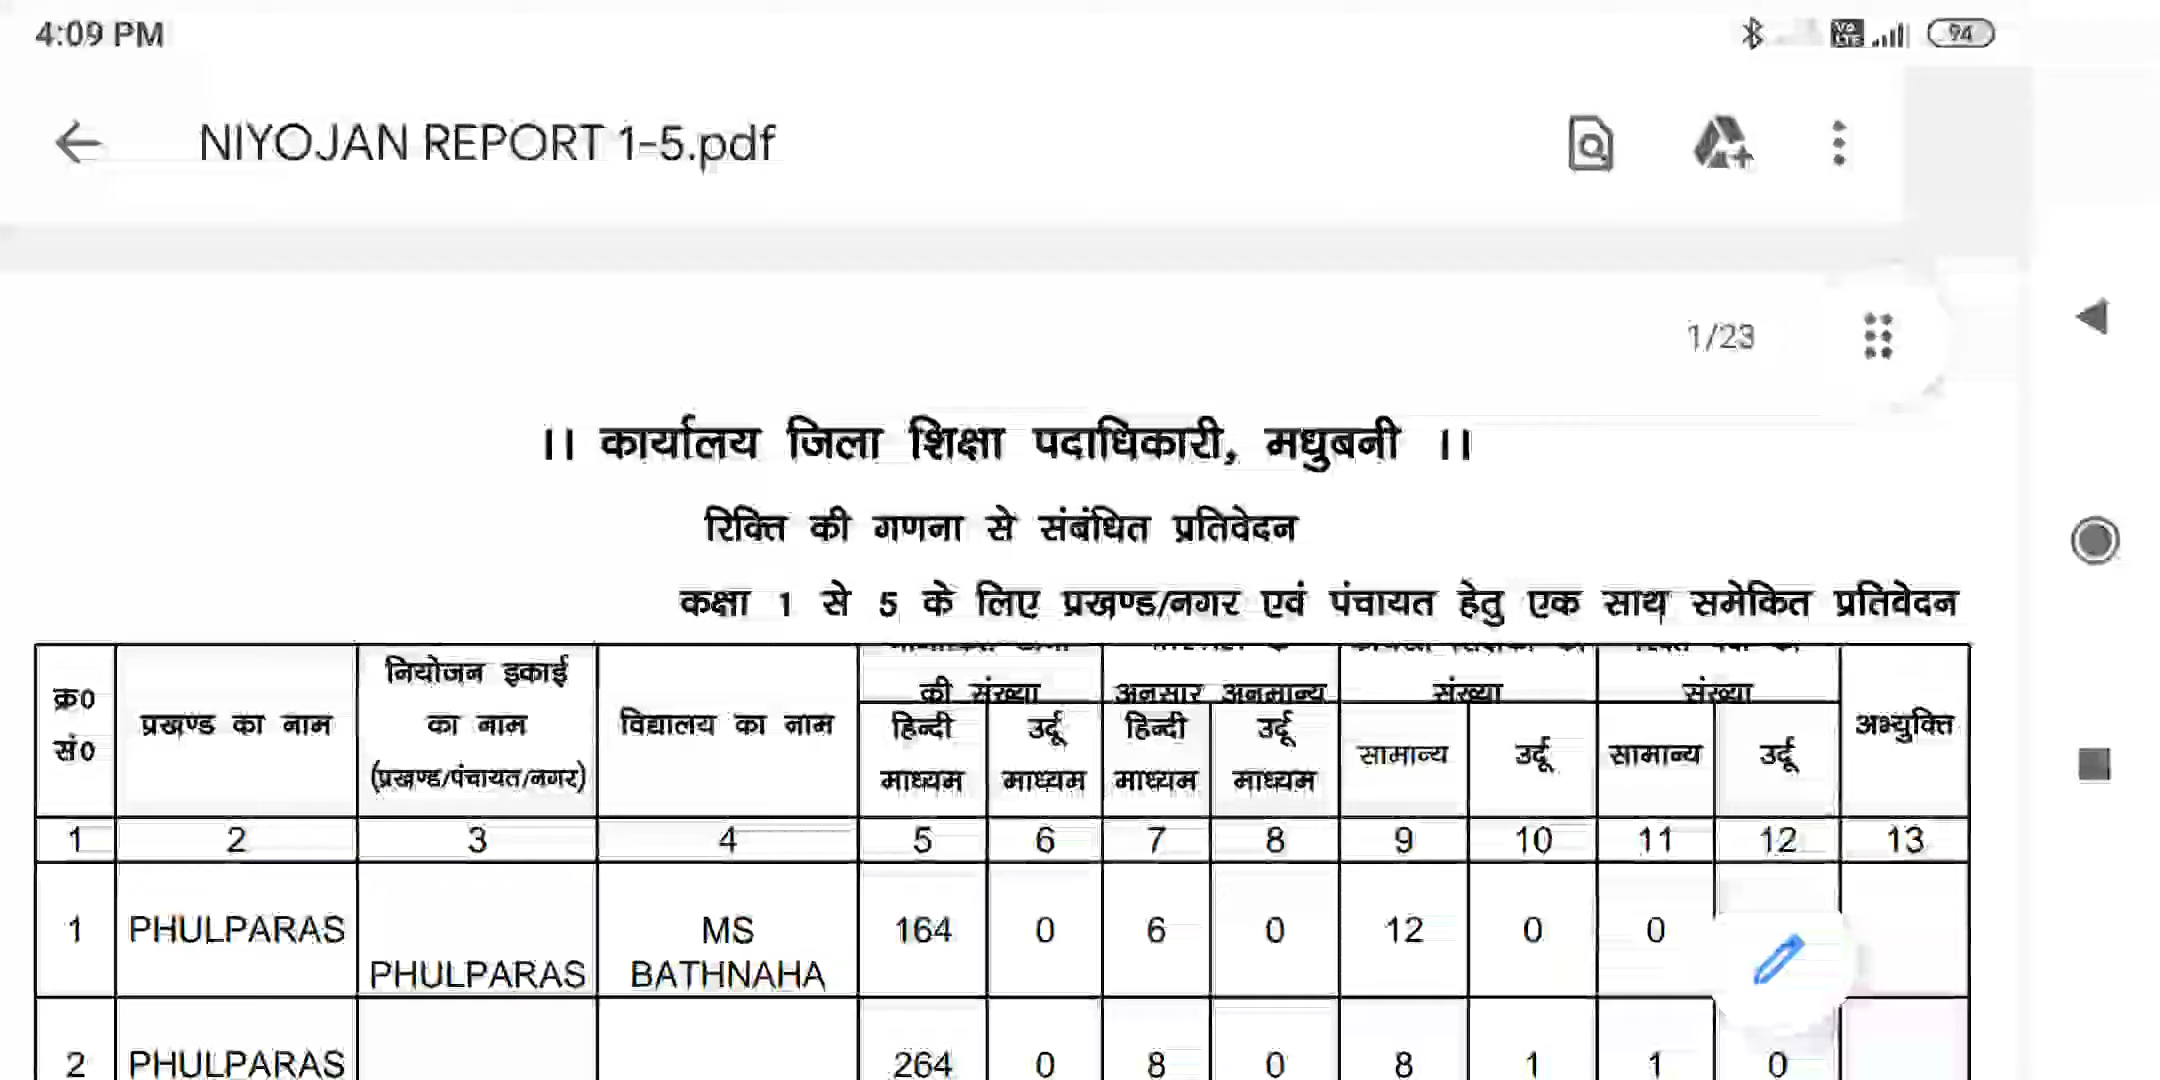 4:09 PM
94
NIYOJAN REPORT 1-5.pdf
1/23
।। कार्यालय जिला शिक्षा पदाधिकारी, मधुबनी ।।
रिक्ति की गणना से संबंधित प्रतिवेदन
कक्षा 1 से 5 के लिए प्रखण्ड/नगर एवं पंचायत हेतु एक साथ समेकित प्रतिवेदन
क्र० सं० प्रखण्ड का नाम नियोजन इकाई का नाम (प्रखण्ड/पंचायत/नगर) विद्यालय का नाम की संख्या अनुसार अनुमान्य संख्या संख्या अभ्युक्ति
हिन्दी माध्यम उर्दू माध्यम हिन्दी माध्यम उर्दू माध्यम सामान्य उर्दू सामान्य उर्दू
1 2 3 4 5 6 7 8 9 10 11 12 13
1 PHULPARAS PHULPARAS MS BATHNAHA 164 0 6 0 12 0 0
2 PHULPARAS 264 0 8 0 8 1 1 0